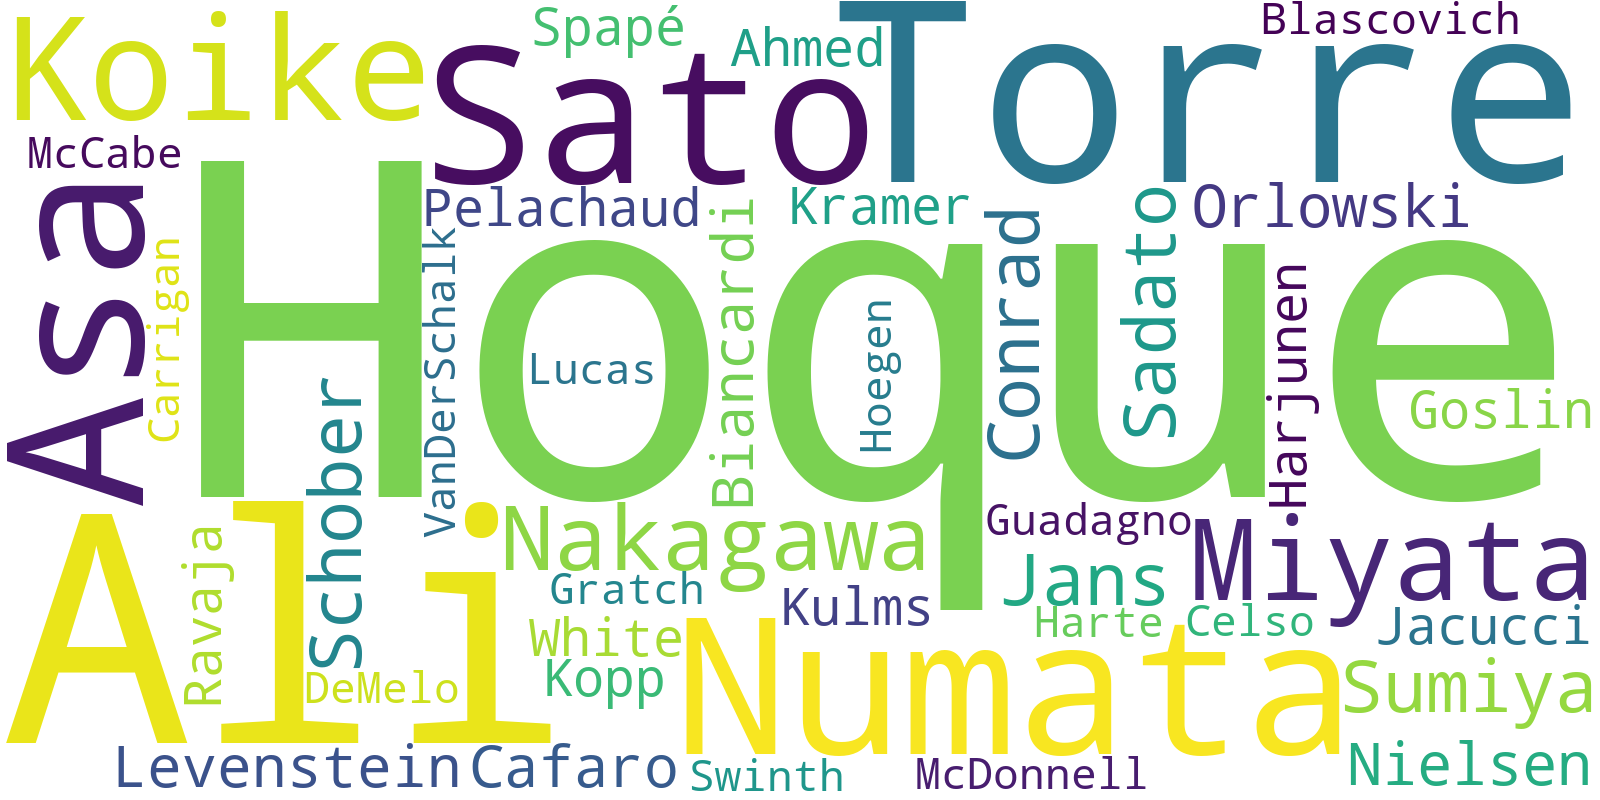 Koike
Spapé
Ahmed
Torre
Blascovich
Sato
McCabe
Asa
Hoque
Pelachaud
Kramer
Orlowski
Carrigan
VanDerSchalk
Biancardi
Conrad
Sadato
Harjunen
Lucas
Hoegen
Goslin
Schober
Ali
Nakagawa
Guadagno
Miyata
Ravaja
Gratch
Kulms
Jans
Harte
Celso
Jacucci
White
Kopp
DeMelo
Numata
Sumiya
Levenstein
Cafaro
Swinth
McDonnell
Nielsen